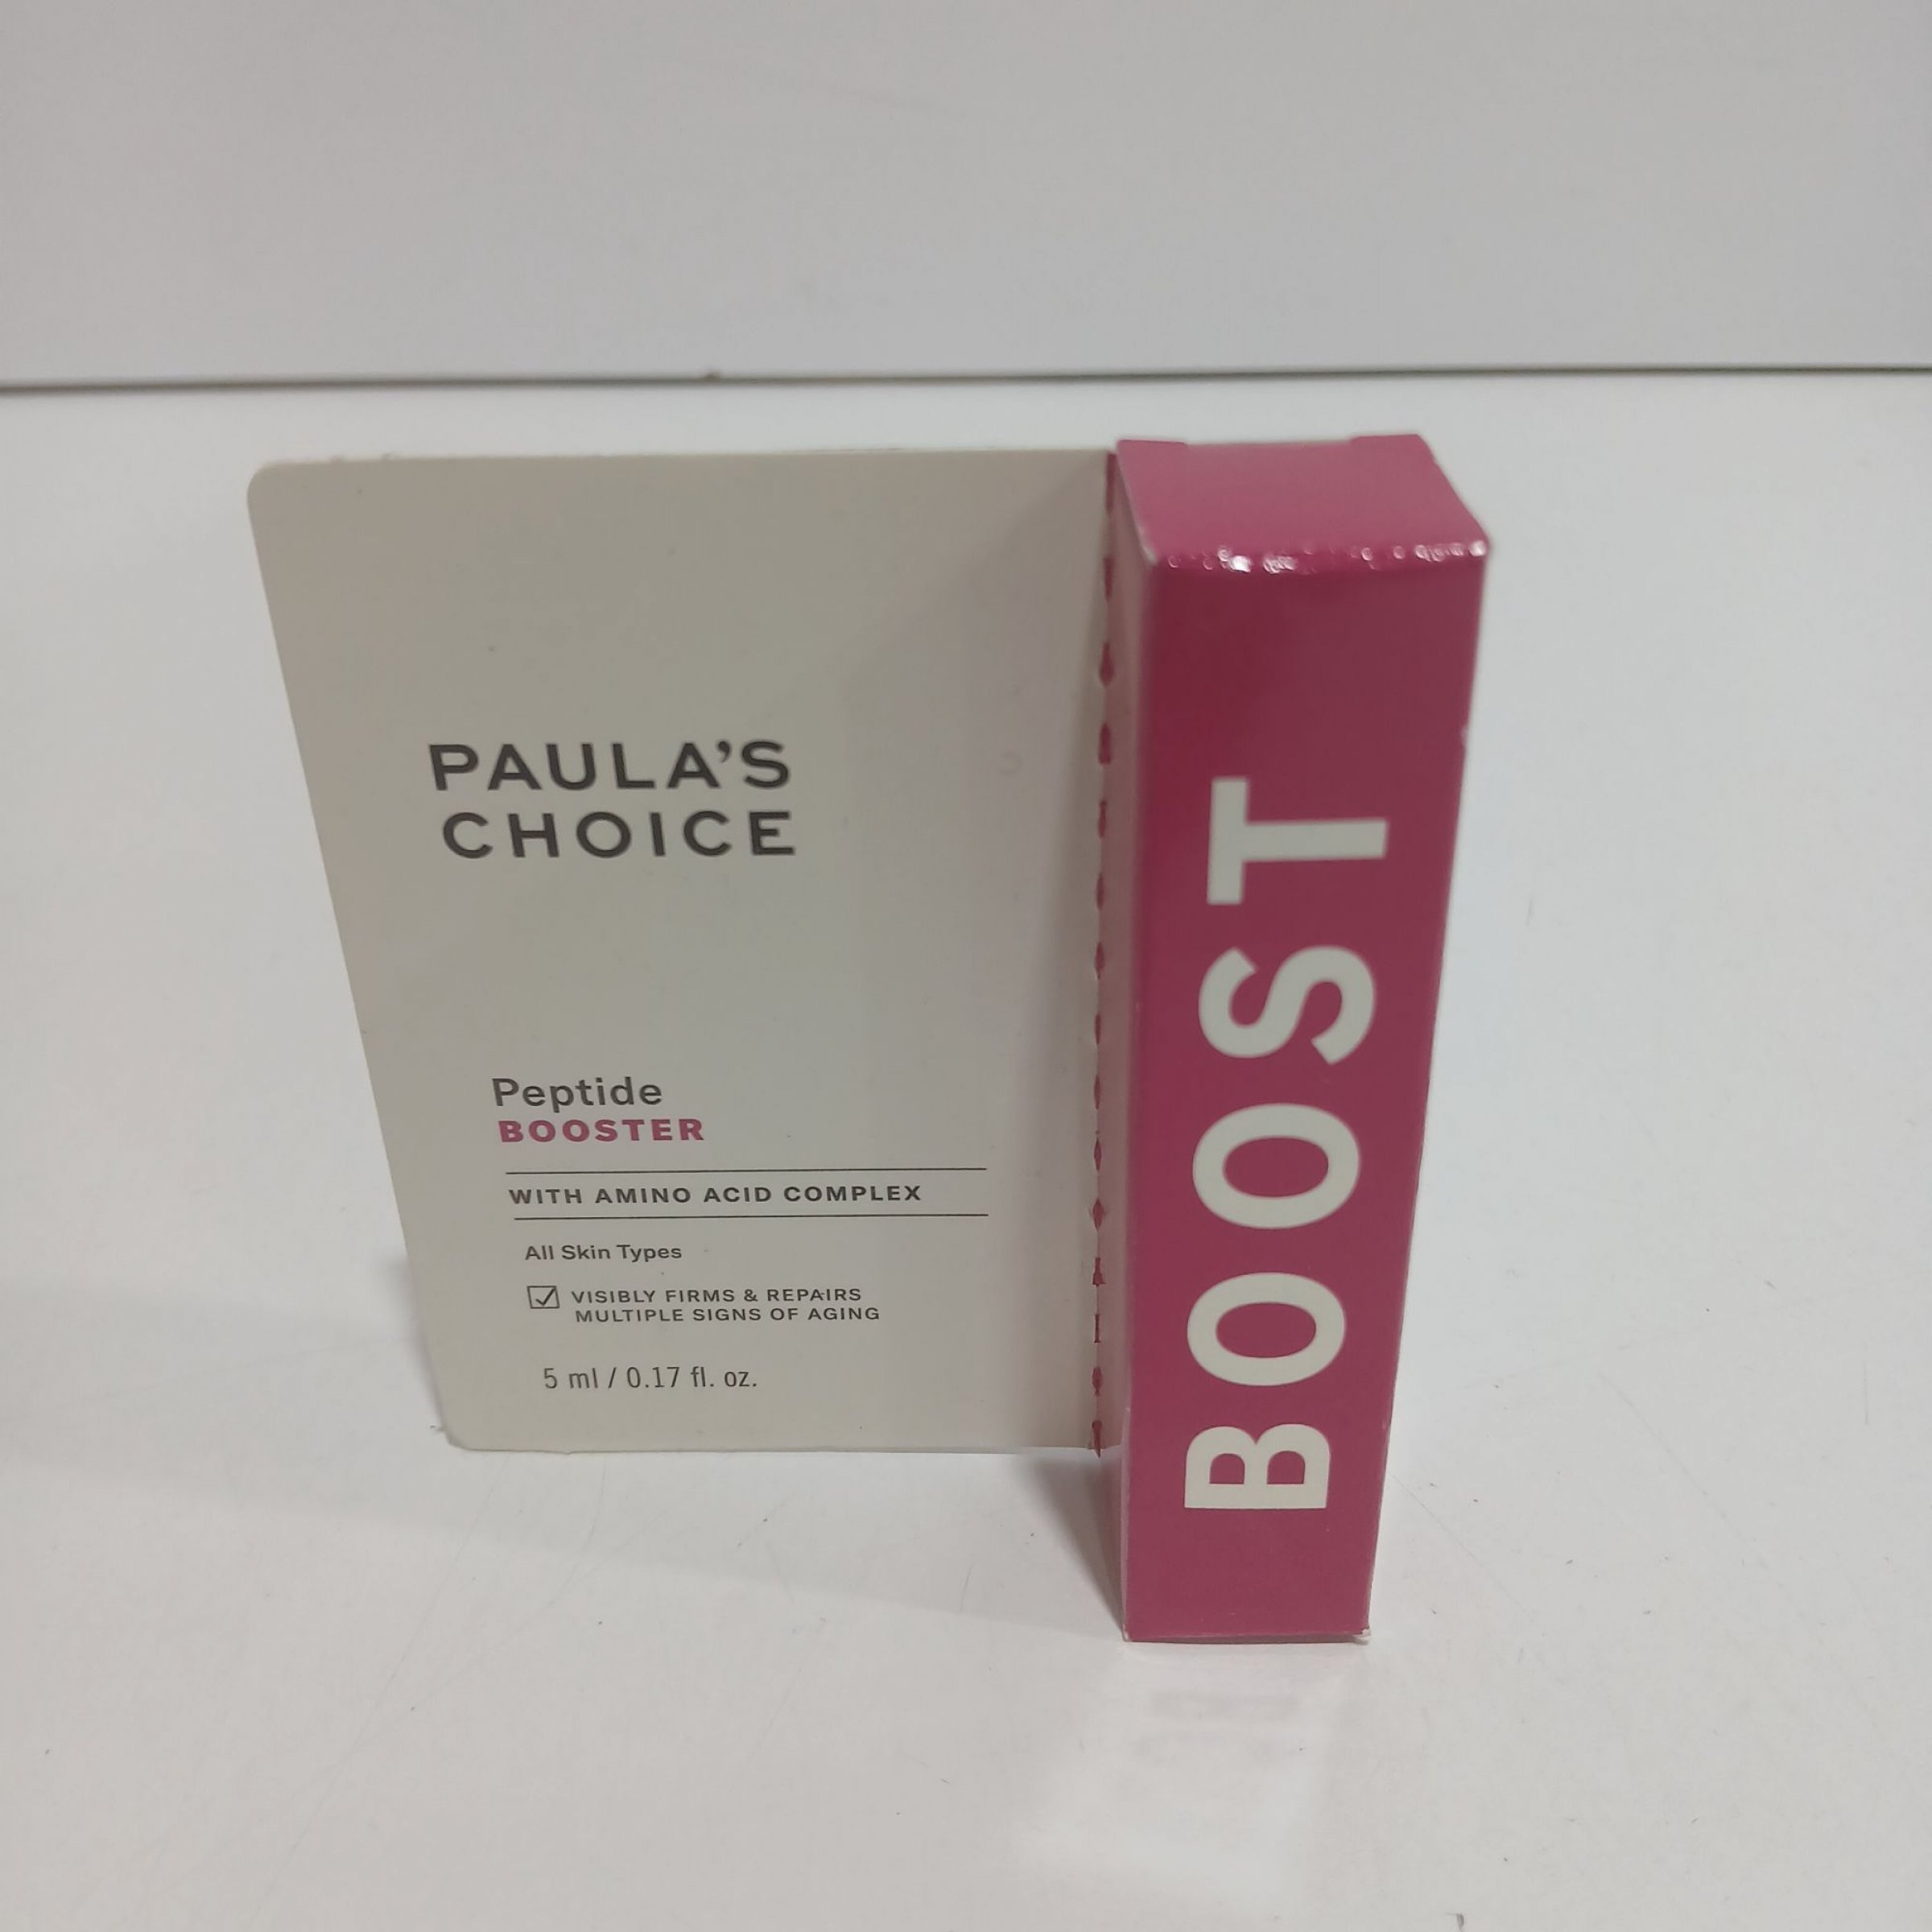 PAULA'S
CHOICE
Peptide
BOOSTER
WITH AMINO ACID COMPLEX
All Skin Types
VISIBLY FIRMS & REPAIRS
MULTIPLE SIGNS OF AGING
5 ml / 0.17 fl. oz.
BOOST